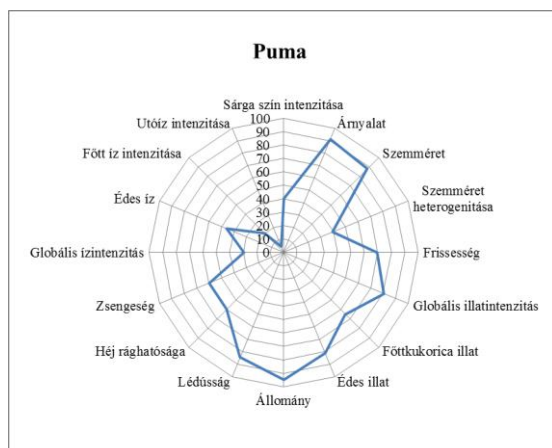 Puma
Sárga szín intenzitása
Utóíz intenzitása
Árnyalat
Főtt íz intenzitása
Szemméret
Édes íz
Szemméret
heterogenitása
Globális ízintenzitás
Frissesség
Zsengeség
Globális illatintenzitás
Héj rághatósága
Főttkukorica illat
Lédússág
Édes illat
Állomány
100
90
80
70
60
50
40
30
20
10
0